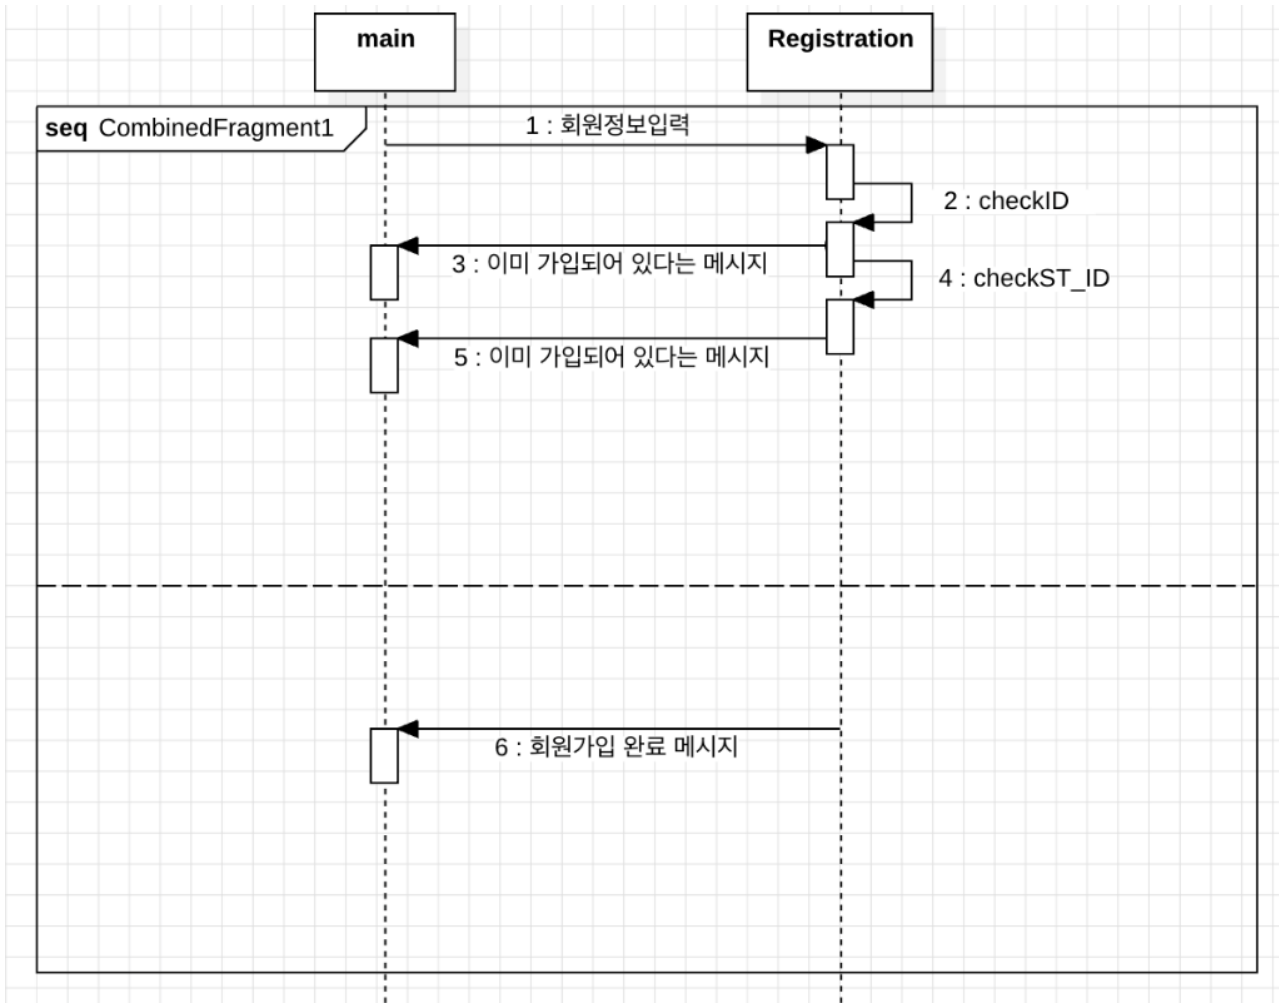 main
Registration
seq CombinedFragment1
1 : 회원정보입력
2 : checkID
3 : 이미 가입되어 있다는 메시지
4 : checkST_ID
5 : 이미 가입되어 있다는 메시지
6 : 회원가입 완료 메시지